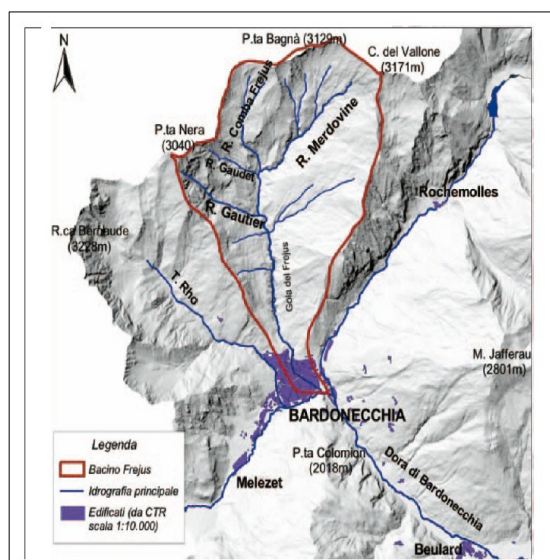 N
P.ta Bagnà (3129m)
C. del Vallone
(3171m)
P.ta Nera
(3040)
R. Comba Frejus
R. Merdovine
R. Gaudel
R. Gautier
Rochemolles
R.ca Bernaude
(3228m)
T. Rho
Gola del Frejus
M. Jafferau
(2801m)
BARDONECCHIA
P.ta Colomion
(2018m)
Melezet
Dora di Bardonecchia
Beulard
Legenda
Bacino Frejus
Idrografia principale
Edificati (da CTR
scala 1:10.000)